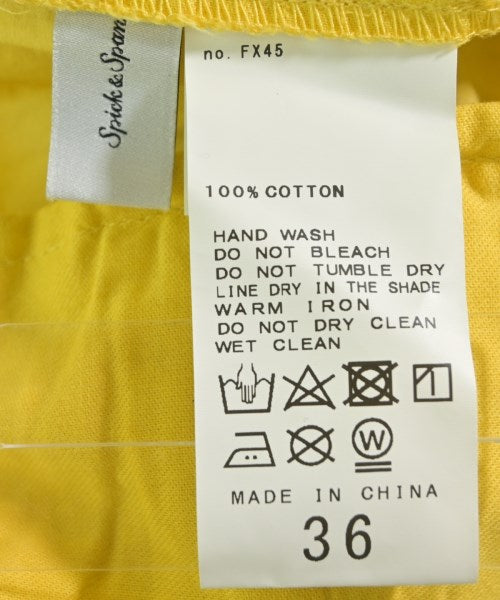 Spick & Span
no. FX45
100% COTTON
HAND WASH
DO NOT BLEACH
DO NOT TUMBLE DRY
LINE DRY IN THE SHADE
WARM IRON
DO NOT DRY CLEAN
WET CLEAN
W
MADE IN CHINA
36